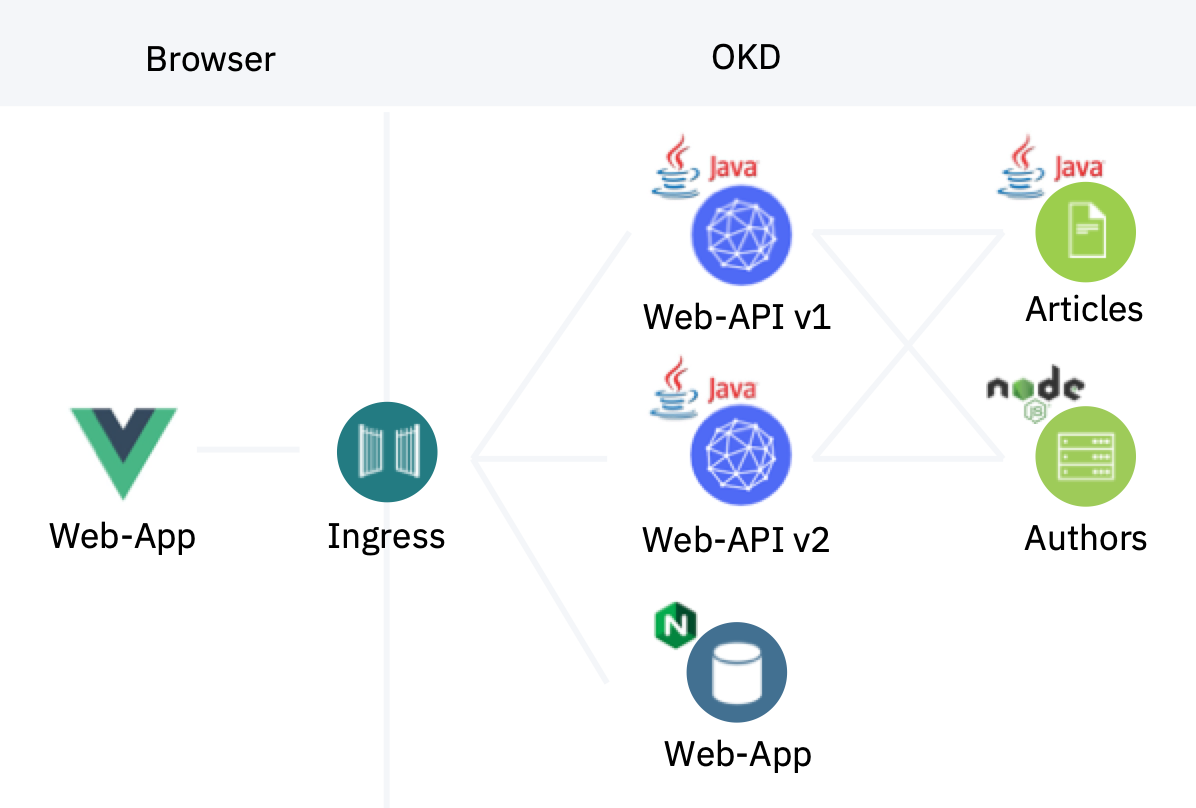 Browser
OKD
Java
Java
Web-API v1
Articles
Java
node
JS
Web-App
Ingress
Web-API v2
Authors
N
Web-App